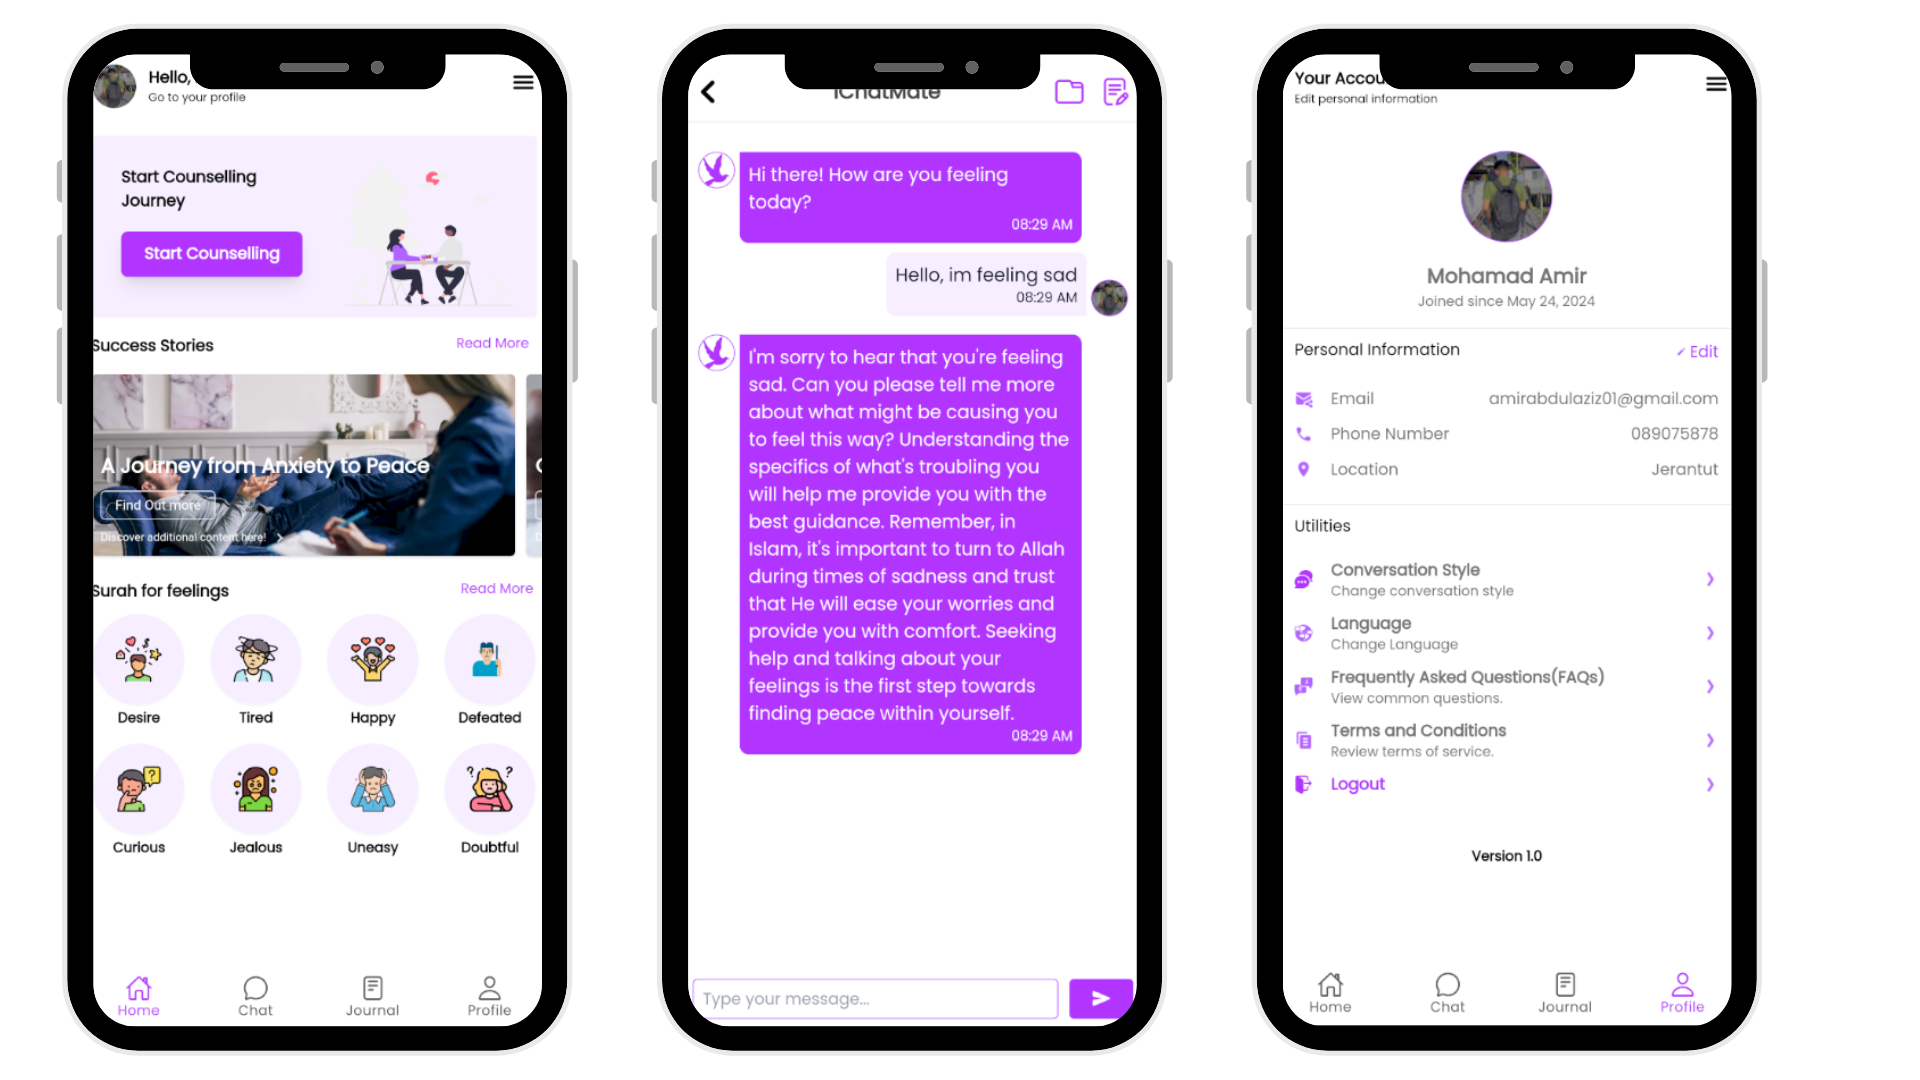 Hello,
Go to your profile
Start Counselling
Journey
Start Counselling
Success Stories
Read More
A Journey from Anxiety to Peace
Find Out more
Discover additional content here!
Surah for feelings
Read More
Desire
Tired
Happy
Defeated
Curious
Jealous
Uneasy
Doubtful
Home
Chat
Journal
Profile
iChatMate
Hi there! How are you feeling
today?
08:29 AM
Hello, im feeling sad
08:29 AM
I'm sorry to hear that you're feeling
sad. Can you please tell me more
about what might be causing you
to feel this way? Understanding the
specifics of what's troubling you
will help me provide you with the
best guidance. Remember, in
Islam, it's important to turn to Allah
during times of sadness and trust
that He will ease your worries and
provide you with comfort. Seeking
help and talking about your
feelings is the first step towards
finding peace within yourself.
08:29 AM
Type your message...
Your Accou
Edit personal information
Mohamad Amir
Joined since May 24, 2024
Personal Information
Edit
Email
amirabdulaziz01@gmail.com
Phone Number
089075878
Location
Jerantut
Utilities
Conversation Style
Change conversation style
Language
Change Language
Frequently Asked Questions(FAQs)
View common questions.
Terms and Conditions
Review terms of service.
Logout
Version 1.0
Home
Chat
Journal
Profile